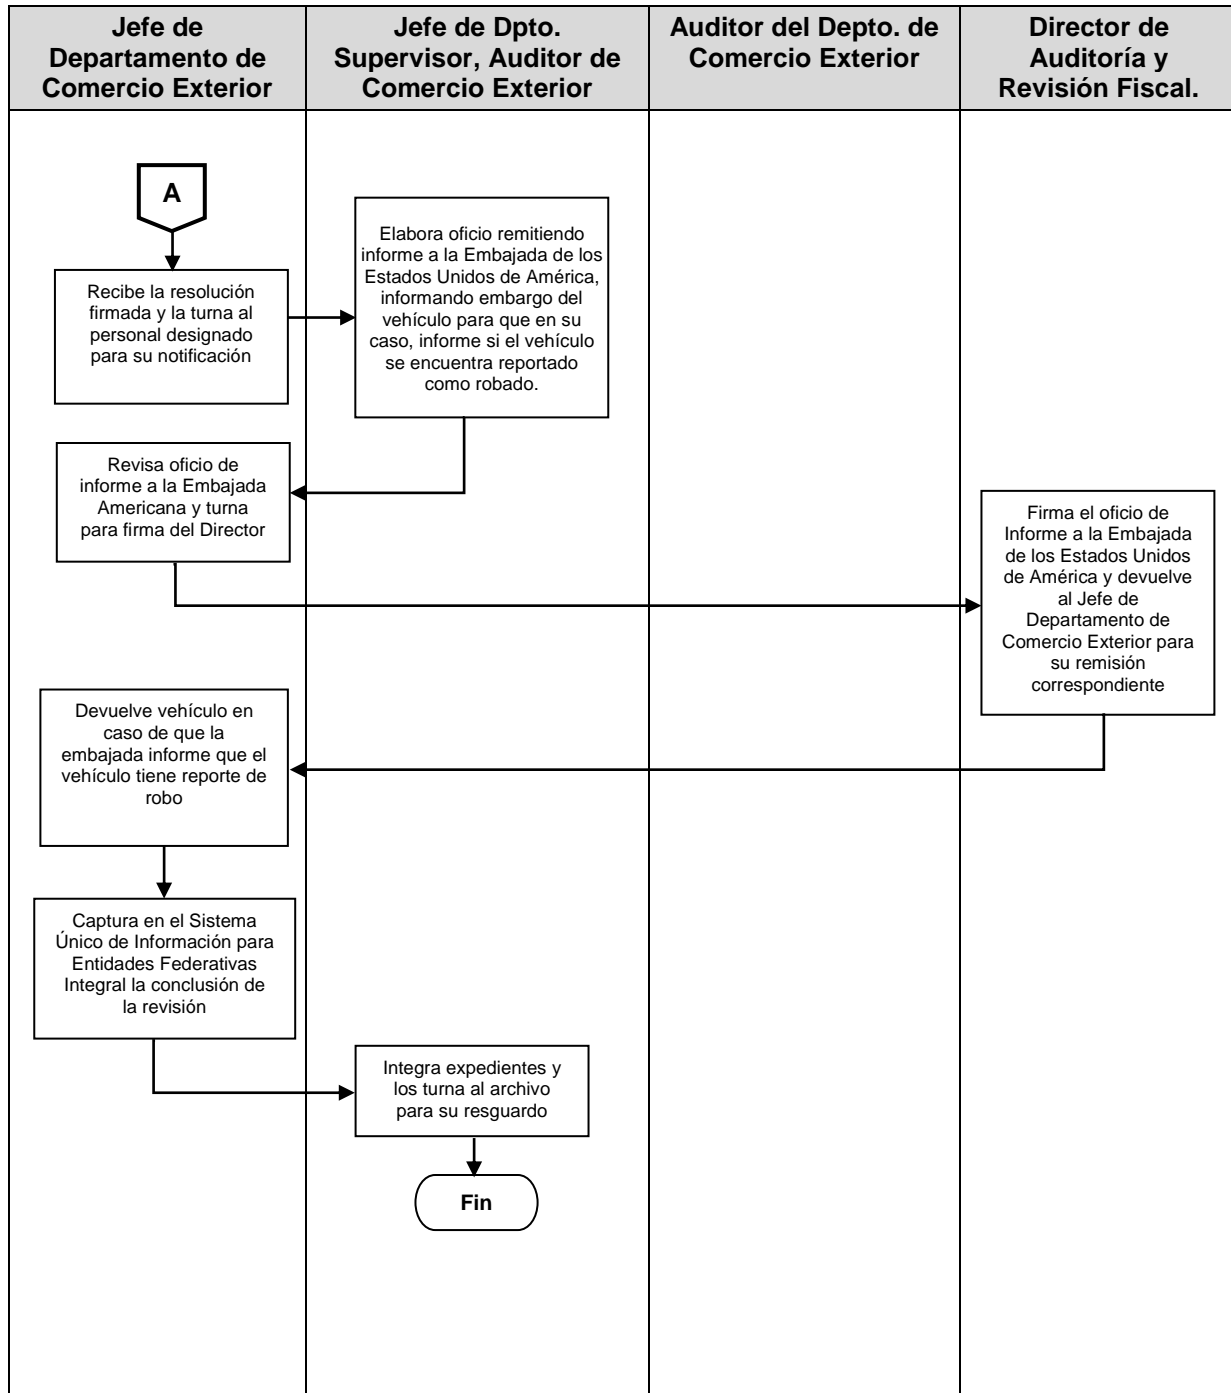 Jefe de
Departamento de
Comercio Exterior
Jefe de Dpto.
Supervisor, Auditor de
Comercio Exterior
Auditor del Depto. de
Comercio Exterior
Director de
Auditoría y
Revisión Fiscal.
A
Recibe la resolución
firmada y la turna al
personal designado
para su notificación
Elabora oficio remitiendo
informe a la Embajada de los
Estados Unidos de América,
informando embargo del
vehículo para que en su
caso, informe si el vehículo
se encuentra reportado
como robado.
Revisa oficio de
informe a la Embajada
Americana y turna
para firma del Director
Firma el oficio de
Informe a la Embajada
de los Estados Unidos
de América y devuelve
al Jefe de
Departamento de
Comercio Exterior para
su remisión
correspondiente
Devuelve vehículo en
caso de que la
embajada informe que el
vehículo tiene reporte de
robo
Captura en el Sistema
Único de Información para
Entidades Federativas
Integral la conclusión de
la revisión
Integra expedientes y
los turna al archivo
para su resguardo
Fin